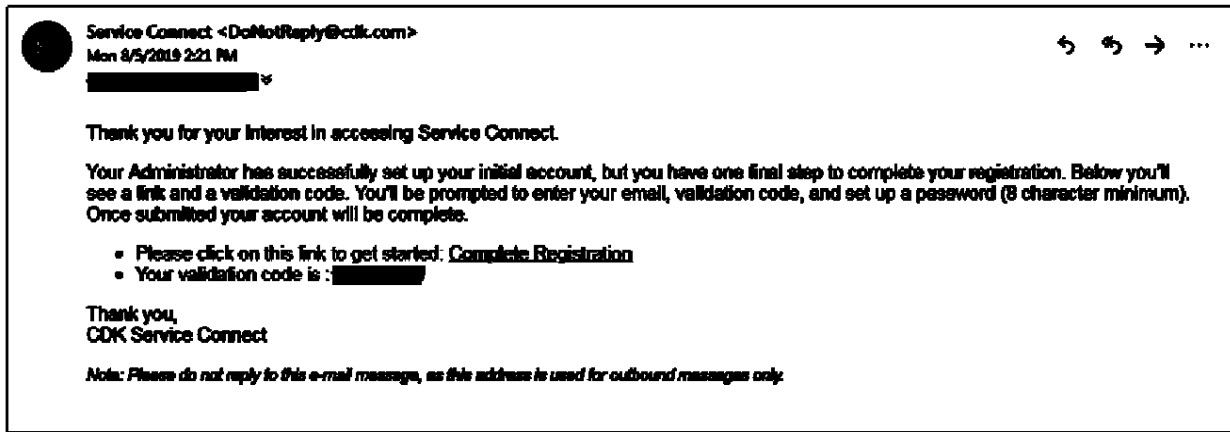 Service Connect <DoNotReply@cdk.com>
Mon 8/5/2019 2:21 PM
Thank you for your interest in accessing Service Connect.
Your Administrator has successfully set up your initial account, but you have one final step to complete your registration. Below you'll
see a link and a validation code. You'll be prompted to enter your email, validation code, and set up a password (8 character minimum).
Once submitted your account will be complete.
• Please click on this link to get started: Complete Registration
• Your validation code is :
Thank you,
CDK Service Connect
Note: Please do not reply to this e-mail message, as this address is used for outbound messages only.